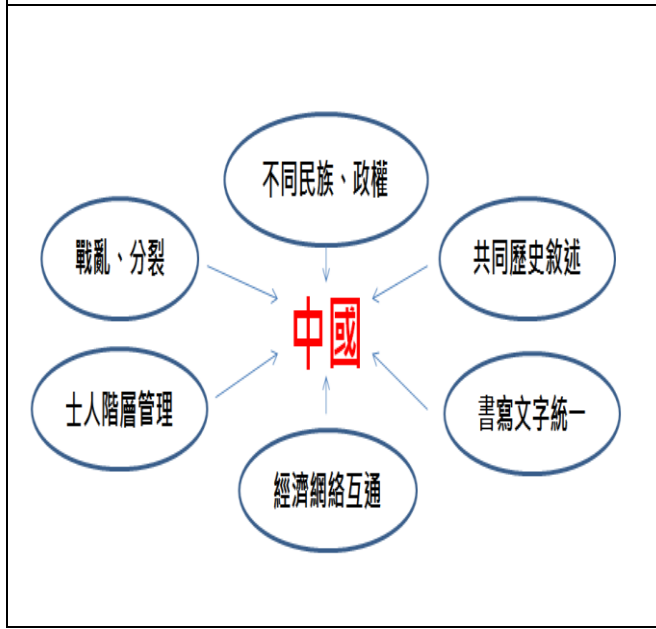 不同民族、政權
戰亂、分裂
共同歷史敘述
中國
士人階層管理
書寫文字統一
經濟網絡互通